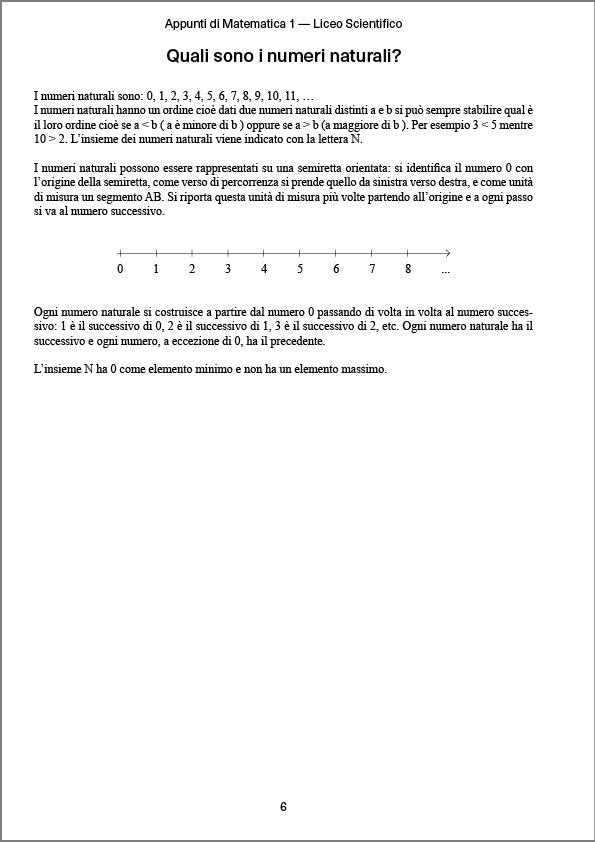 Appunti di Matematica 1 — Liceo Scientifico
Quali sono i numeri naturali?
I numeri naturali sono: 0, 1, 2, 3, 4, 5, 6, 7, 8, 9, 10, 11, …
I numeri naturali hanno un ordine cioè dati due numeri naturali distinti a e b si può sempre stabilire qual è
il loro ordine cioè se a < b ( a è minore di b ) oppure se a > b (a maggiore di b ). Per esempio 3 < 5 mentre
10 > 2. L’insieme dei numeri naturali viene indicato con la lettera N.
I numeri naturali possono essere rappresentati su una semiretta orientata: si identifica il numero 0 con
l’origine della semiretta, come verso di percorrenza si prende quello da sinistra verso destra, e come unità
di misura un segmento AB. Si riporta questa unità di misura più volte partendo all’origine e a ogni passo
si va al numero successivo.
0 1 2 3 4 5 6 7 8 ...
Ogni numero naturale si costruisce a partire dal numero 0 passando di volta in volta al numero succes-
sivo: 1 è il successivo di 0, 2 è il successivo di 1, 3 è il successivo di 2, etc. Ogni numero naturale ha il
successivo e ogni numero, a eccezione di 0, ha il precedente.
L’insieme N ha 0 come elemento minimo e non ha un elemento massimo.
6